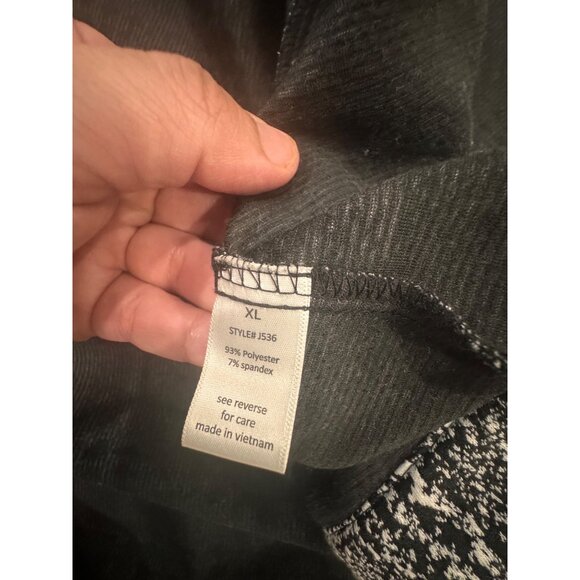 XL
STYLE# J536
93% Polyester
7% spandex
see reverse
for care
made in vietnam